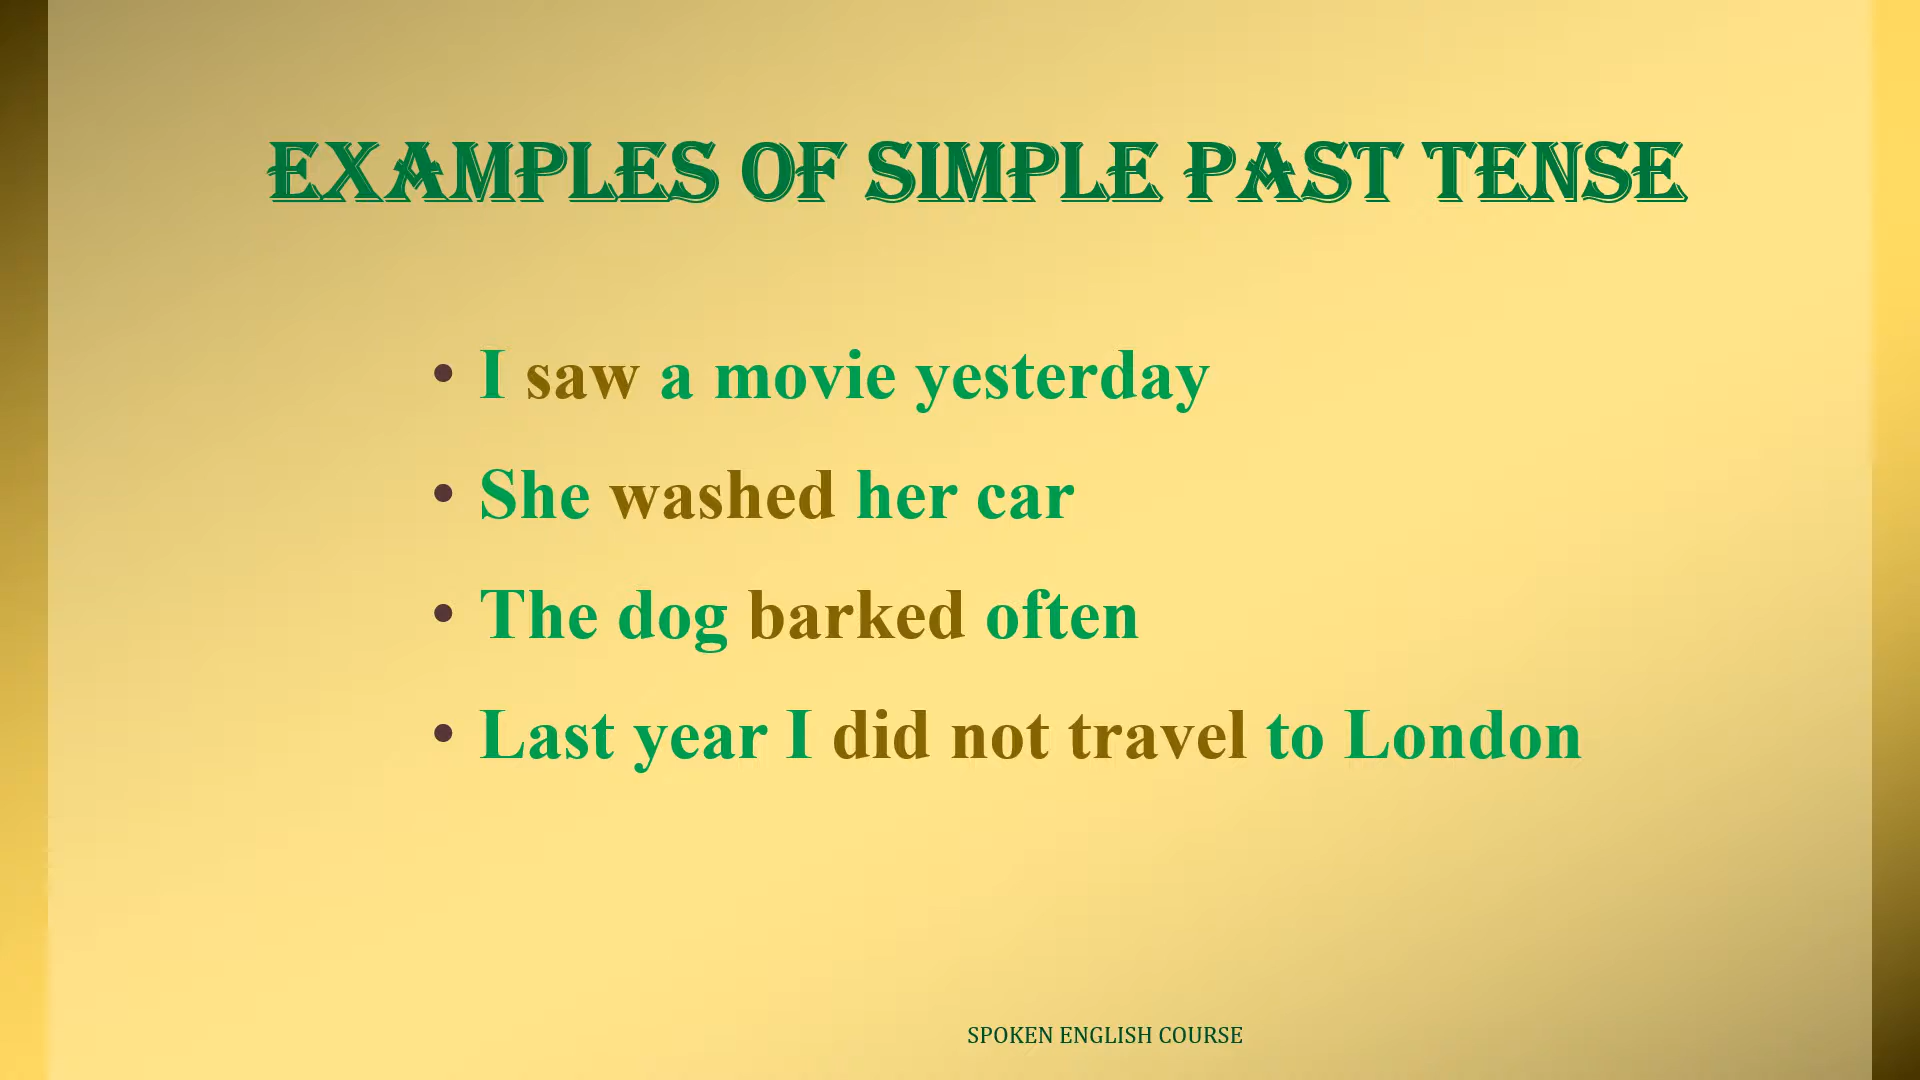 EXAMPLES OF SIMPLE PAST TENSE
• I saw a movie yesterday
• She washed her car
• The dog barked often
• Last year I did not travel to London
SPOKEN ENGLISH COURSE